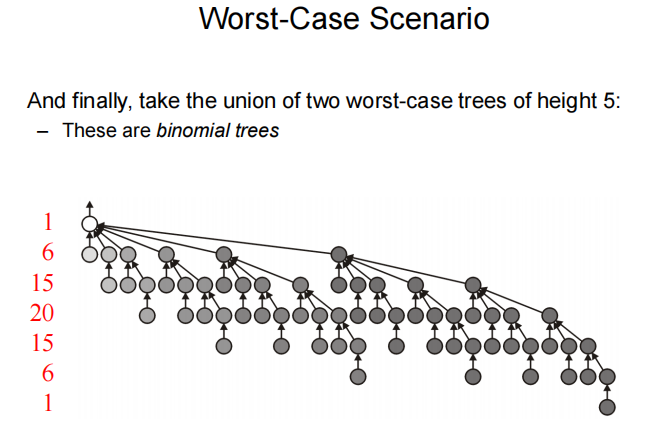 Worst-Case Scenario
And finally, take the union of two worst-case trees of height 5:
– These are binomial trees
1
6
15
20
15
6
1